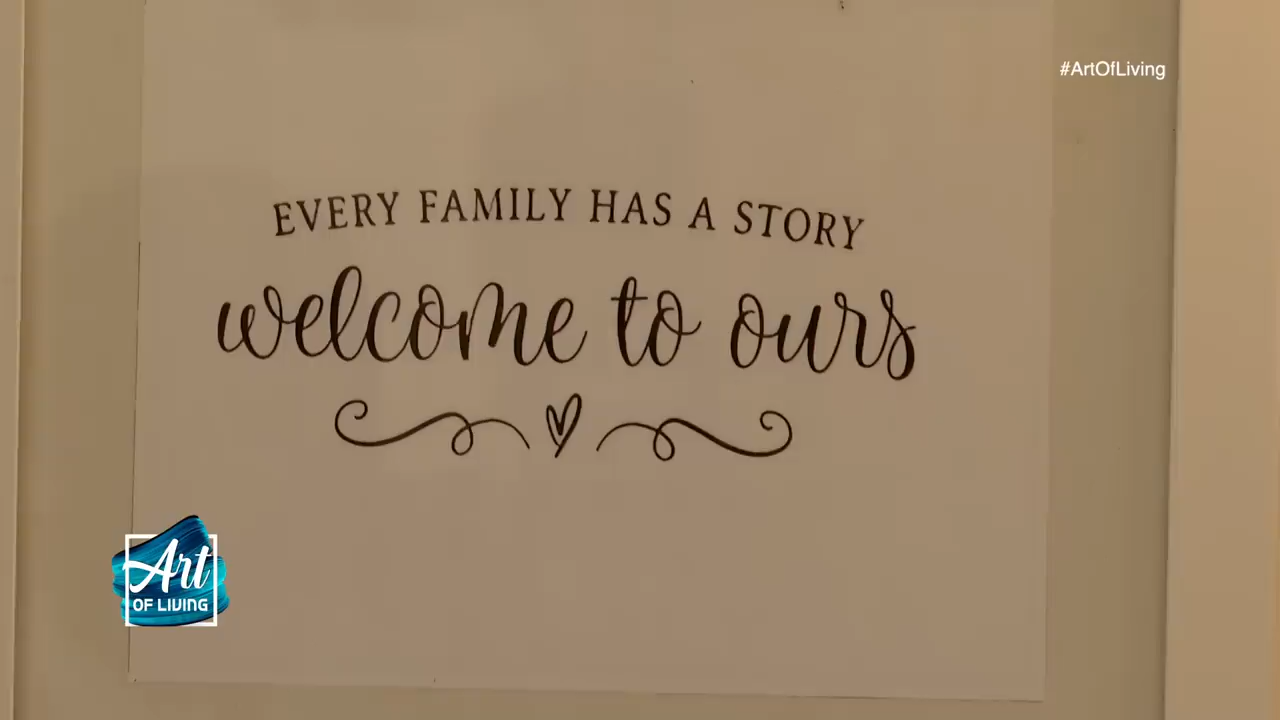 #ArtOfLiving
EVERY FAMILY HAS A STORY
welcome to ours
Art
OF LIVING